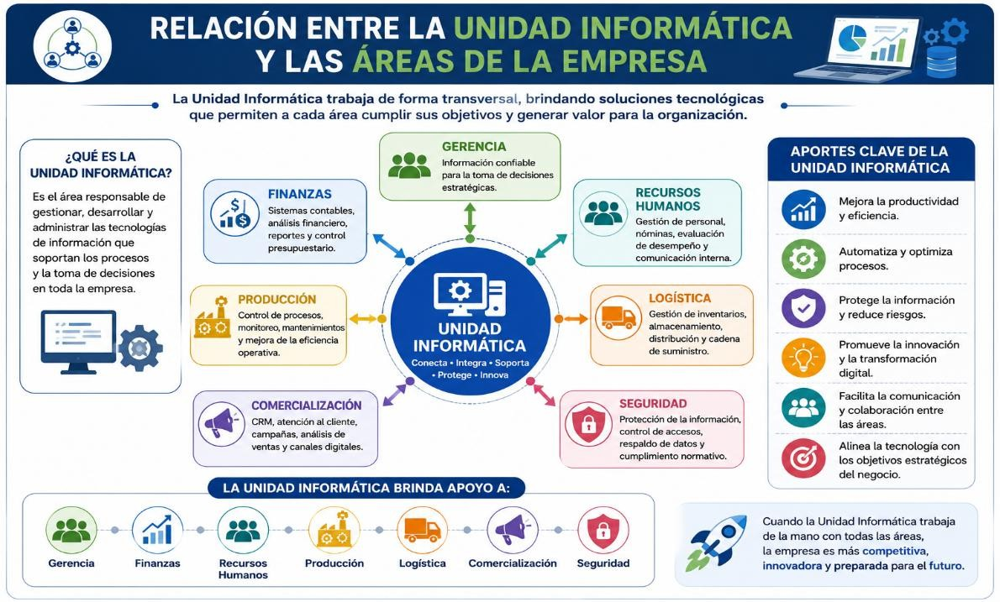 RELACIÓN ENTRE LA UNIDAD INFORMÁTICA
Y LAS ÁREAS DE LA EMPRESA
La Unidad Informática trabaja de forma transversal, brindando soluciones tecnológicas
que permiten a cada área cumplir sus objetivos y generar valor para la organización.
¿QUÉ ES LA
UNIDAD INFORMÁTICA?
Es el área responsable de
gestionar, desarrollar y
administrar las tecnologías
de información que
soportan los procesos
y la toma de decisiones
en toda la empresa.
GERENCIA
Información confiable
para la toma de decisiones
estratégicas.
FINANZAS
Sistemas contables,
análisis financiero,
reportes y control
presupuestario.
RECURSOS
HUMANOS
Gestión de personal,
nóminas, evaluación
de desempeño y
comunicación interna.
PRODUCCIÓN
Control de procesos,
monitoreo, mantenimientos
y mejora de la eficiencia
operativa.
UNIDAD
INFORMÁTICA
Conecta • Integra • Soporta
• Protege • Innova
LOGÍSTICA
Gestión de inventarios,
almacenamiento,
distribución y cadena
de suministro.
COMERCIALIZACIÓN
CRM, atención al cliente,
campañas, análisis de
ventas y canales digitales.
SEGURIDAD
Protección de la información,
control de accesos,
respaldo de datos y
cumplimiento normativo.
APORTES CLAVE DE LA
UNIDAD INFORMÁTICA
Mejora la productividad
y eficiencia.
Automatiza y optimiza
procesos.
Protege la información
y reduce riesgos.
Promueve la innovación
y la transformación
digital.
Facilita la comunicación
y colaboración entre
las áreas.
Alinea la tecnología con
los objetivos estratégicos
del negocio.
LA UNIDAD INFORMÁTICA BRINDA APOYO A:
Gerencia
Finanzas
Recursos
Humanos
Producción
Logística
Comercialización
Seguridad
Cuando la Unidad Informática trabaja
de la mano con todas las áreas,
la empresa es más competitiva,
innovadora y preparada para el futuro.